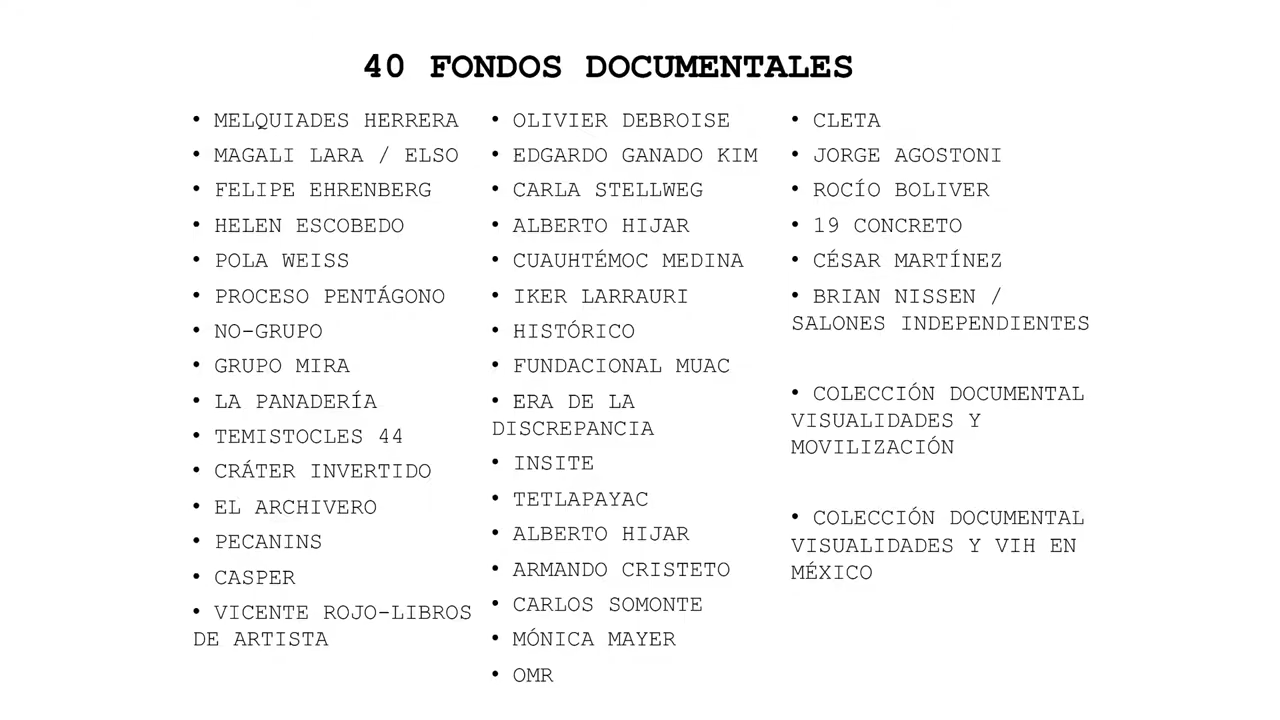 40 FONDOS DOCUMENTALES
• MELQUIADES HERRERA
• MAGALI LARA / ELSO
• FELIPE EHRENBERG
• HELEN ESCOBEDO
• POLA WEISS
• PROCESO PENTÁGONO
• NO-GRUPO
• GRUPO MIRA
• LA PANADERÍA
• TEMISTOCLES 44
• CRÁTER INVERTIDO
• EL ARCHIVERO
• PECANINS
• CASPER
• VICENTE ROJO-LIBROS
DE ARTISTA
• OLIVIER DEBROISE
• EDGARDO GANADO KIM
• CARLA STELLWEG
• ALBERTO HIJAR
• CUAUHTÉMOC MEDINA
• IKER LARRAURI
• HISTÓRICO
• FUNDACIONAL MUAC
• ERA DE LA
DISCREPANCIA
• INSITE
• TETLAPAYAC
• ALBERTO HIJAR
• ARMANDO CRISTETO
• CARLOS SOMONTE
• MÓNICA MAYER
• OMR
• CLETA
• JORGE AGOSTONI
• ROCÍO BOLIVER
• 19 CONCRETO
• CÉSAR MARTÍNEZ
• BRIAN NISSEN /
SALONES INDEPENDIENTES
• COLECCIÓN DOCUMENTAL
VISUALIDADES Y
MOVILIZACIÓN
• COLECCIÓN DOCUMENTAL
VISUALIDADES Y VIH EN
MÉXICO